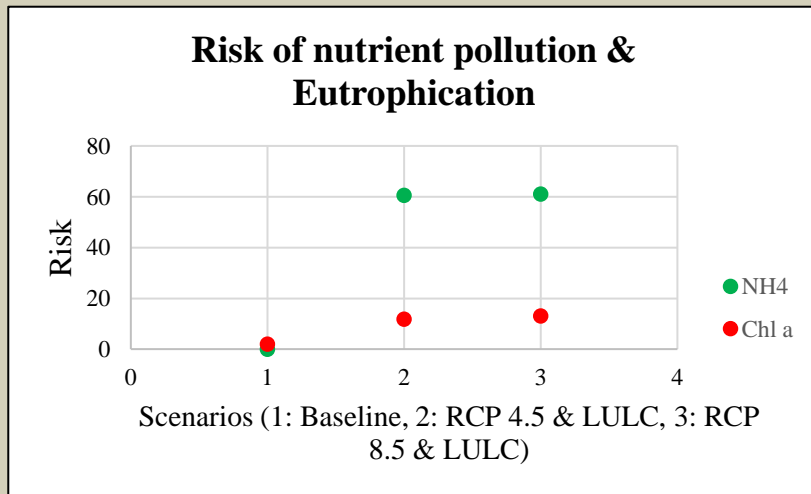 Risk of nutrient pollution &
Eutrophication
80
60
40
20
0
Risk
0 1 2 3 4
NH4
Chl a
Scenarios (1: Baseline, 2: RCP 4.5 & LULC, 3: RCP
8.5 & LULC)